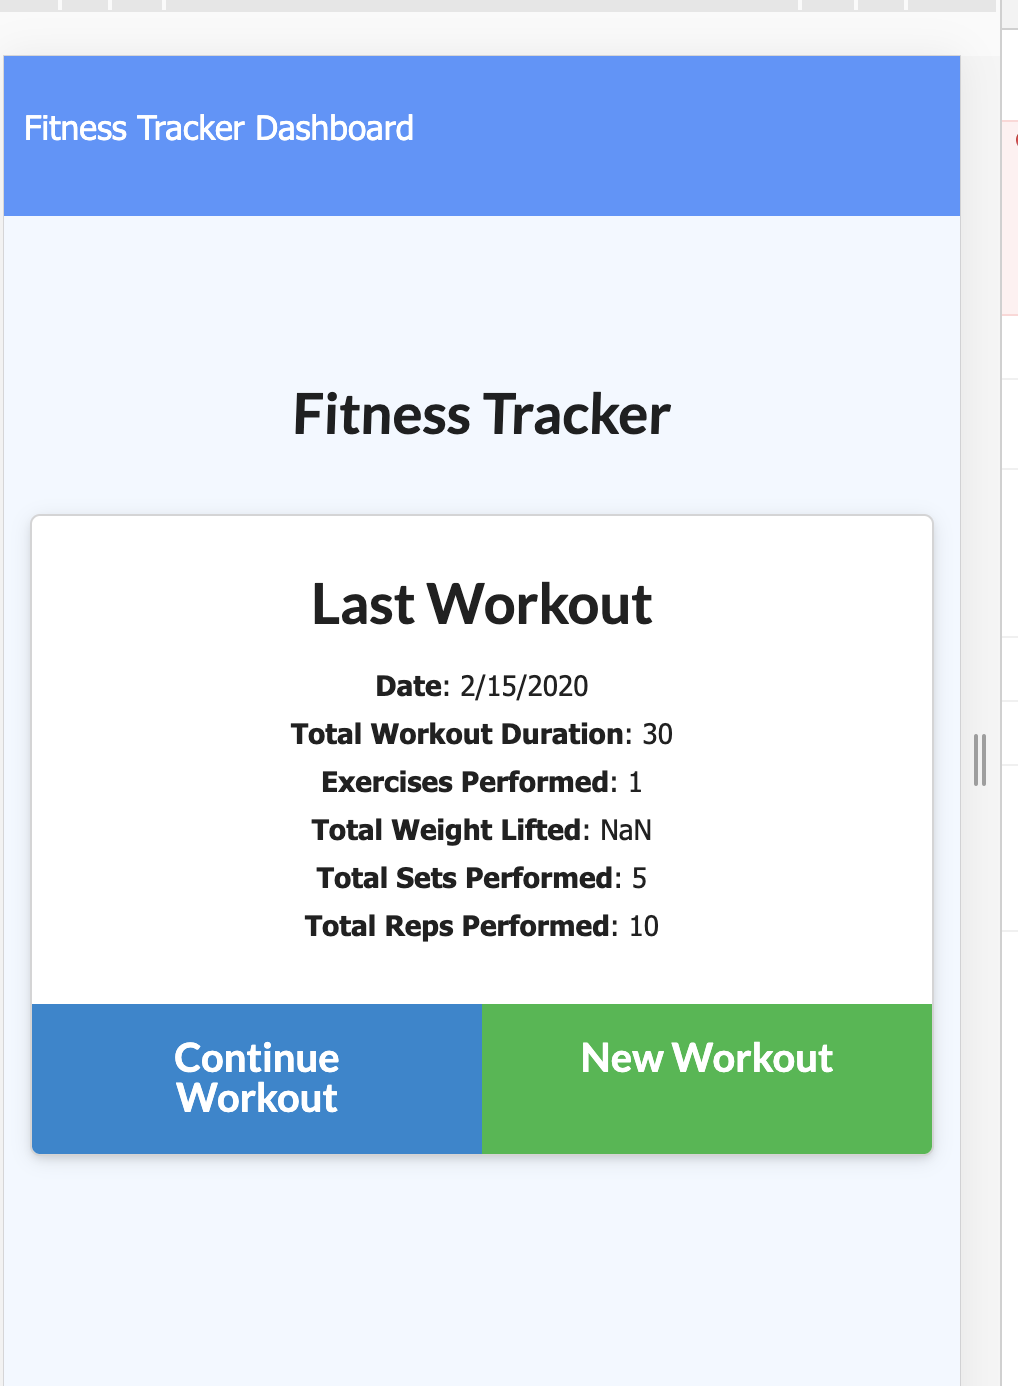 Fitness Tracker Dashboard
Fitness Tracker
Last Workout
Date: 2/15/2020
Total Workout Duration: 30
Exercises Performed: 1
Total Weight Lifted: NaN
Total Sets Performed: 5
Total Reps Performed: 10
Continue
Workout
New Workout